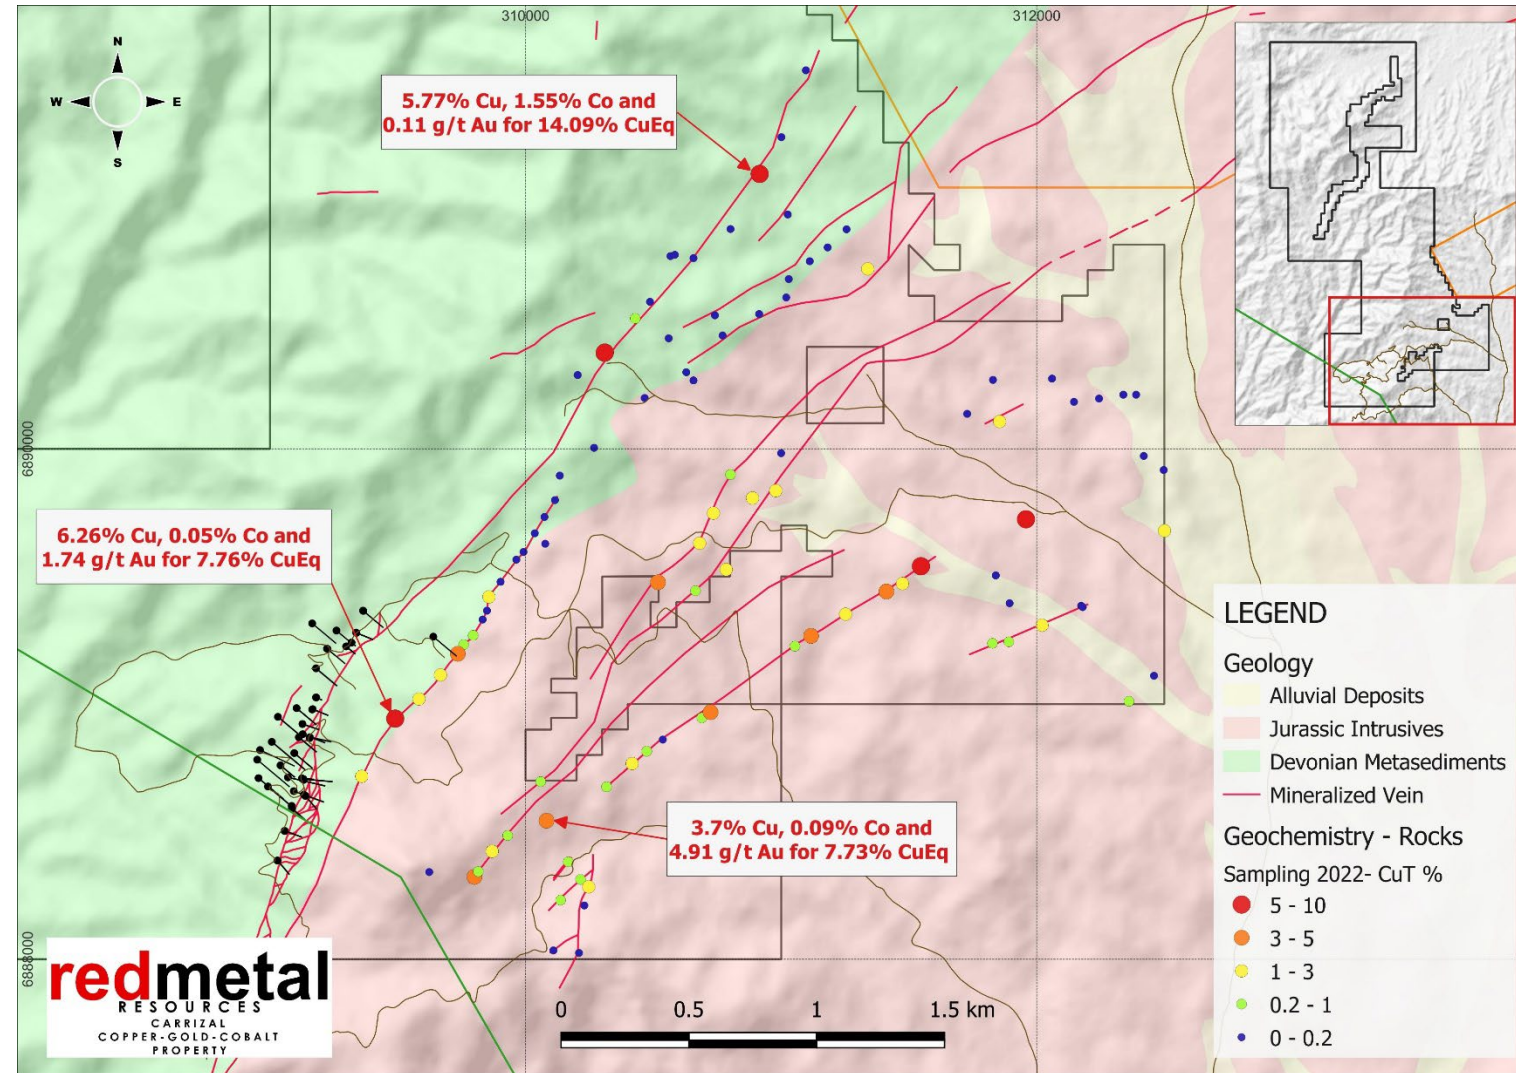 310000
312000
N
W
E
S
5.77% Cu, 1.55% Co and
0.11 g/t Au for 14.09% CuEq
6890000
6.26% Cu, 0.05% Co and
1.74 g/t Au for 7.76% CuEq
3.7% Cu, 0.09% Co and
4.91 g/t Au for 7.73% CuEq
6888000
LEGEND
Geology
Alluvial Deposits
Jurassic Intrusives
Devonian Metasediments
Mineralized Vein
Geochemistry - Rocks
Sampling 2022- CuT %
5 - 10
3 - 5
1 - 3
0.2 - 1
0 - 0.2
redmetal
RESOURCES
CARRIZAL
COPPER-GOLD-COBALT
PROPERTY
0 0.5 1 1.5 km